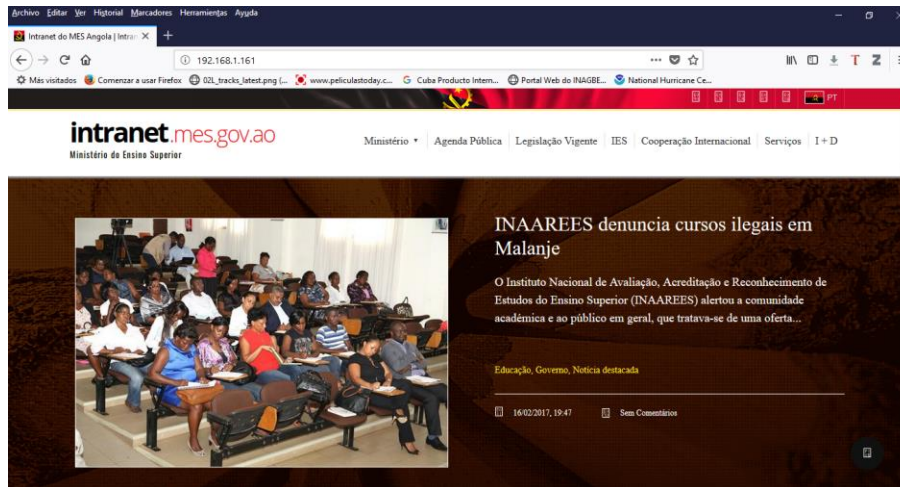 Archivo Editar Ver Historial Marcadores Herramientas Ayuda
Intranet do MES Angola | Intran
192.168.1.161
Más visitados Comenzar a usar Firefox 02L_tracks_latest.png (... www.peliculastoday.c... Cuba Producto Intern... Portal Web do INAGBE... National Hurricane Ce...
PT
intranet.mes.gov.ao
Ministério do Ensino Superior
Ministério Agenda Pública Legislação Vigente IES Cooperação Internacional Serviços I + D
INAAREES denuncia cursos ilegais em
Malanje
O Instituto Nacional de Avaliação, Acreditação e Reconhecimento de
Estudos do Ensino Superior (INAAREES) alertou a comunidade
acadêmica e ao público em geral, que tratava-se de uma oferta...
Educação, Governo, Notícia destacada
16/02/2017, 19:47 Sem Comentários